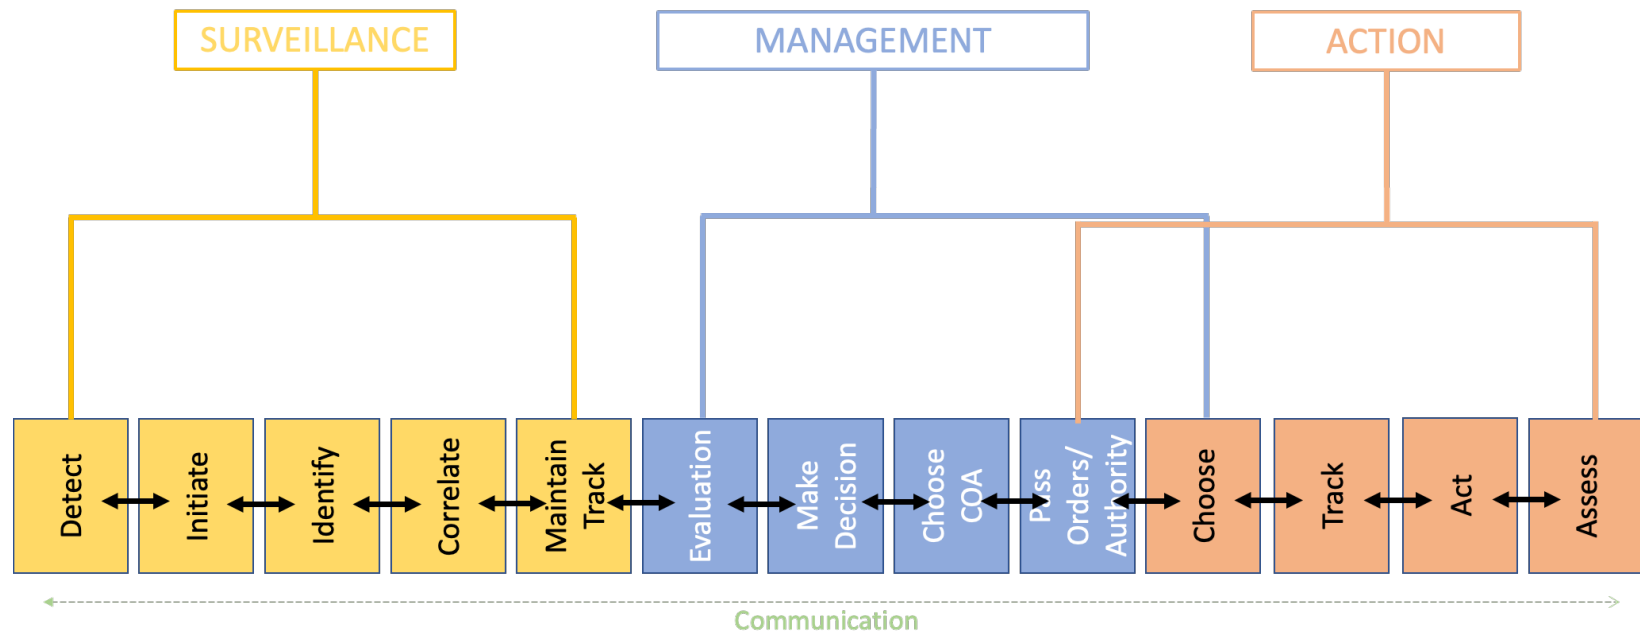 SURVEILLANCE
MANAGEMENT
ACTION
Detect
Initiate
Identify
Correlate
Maintain
Track
Evaluation
Make
Decision
Choose
COA
Pass
Orders/
Authority
Choose
Track
Act
Assess
Communication